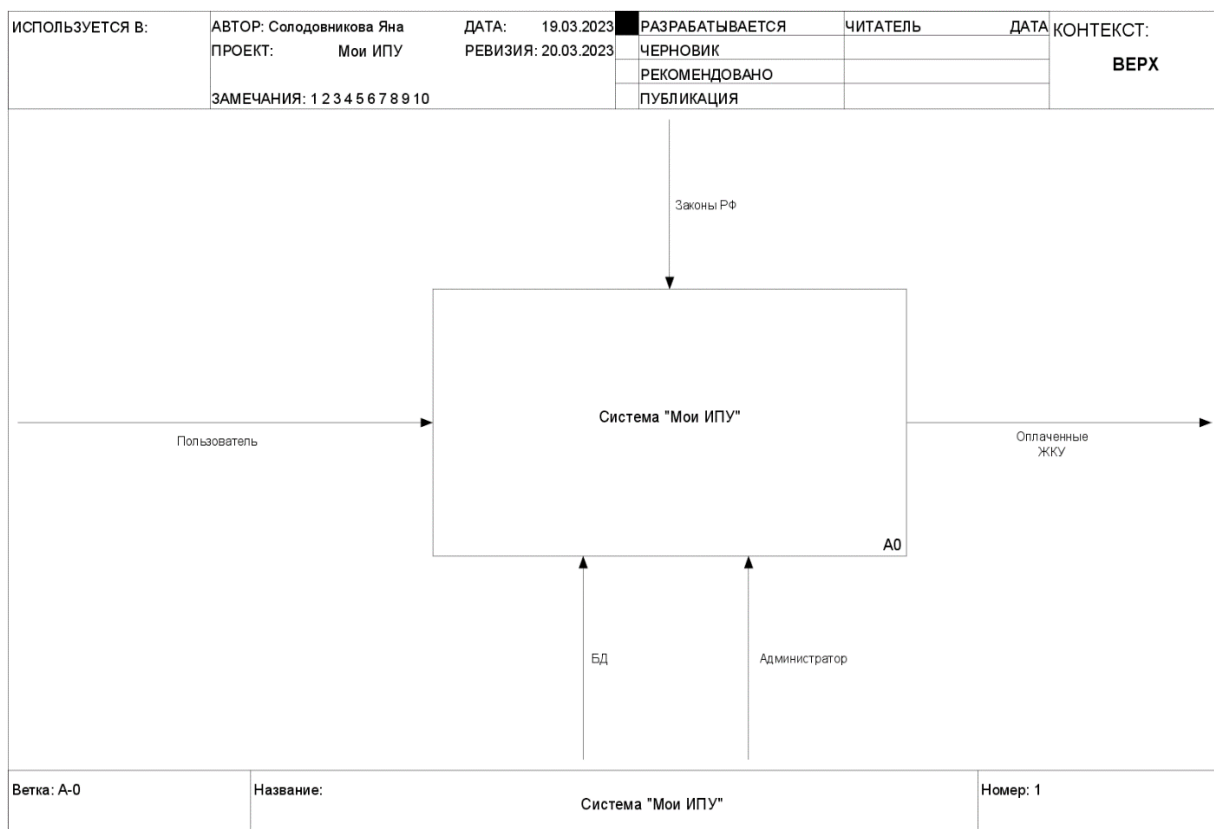 ИСПОЛЬЗУЕТСЯ В:
АВТОР: Солодовникова Яна ДАТА: 19.03.2023
ПРОЕКТ: Мои ИПУ РЕВИЗИЯ: 20.03.2023
ЗАМЕЧАНИЯ: 1 2 3 4 5 6 7 8 9 10
РАЗРАБАТЫВАЕТСЯ
ЧЕРНОВИК
РЕКОМЕНДОВАНО
ПУБЛИКАЦИЯ
ЧИТАТЕЛЬ ДАТА
КОНТЕКСТ:
ВЕРХ
Законы РФ
Система "Мои ИПУ"
Пользователь
Оплаченные
ЖКУ
A0
БД
Администратор
Ветка: A-0
Название:
Система "Мои ИПУ"
Номер: 1